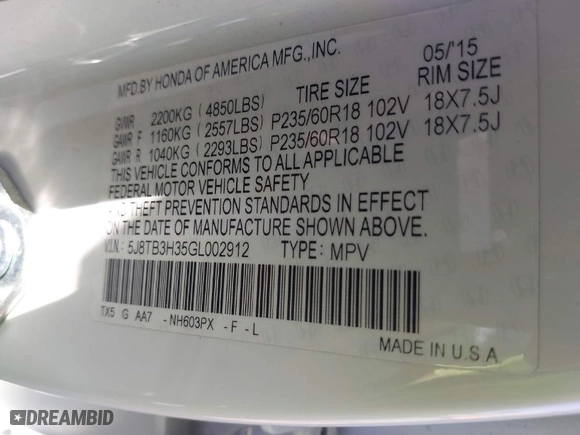 MFD.BY HONDA OF AMERICA MFG.,INC. 05/'15
GVWR 2200KG (4850LBS) TIRE SIZE RIM SIZE
GAWR F 1160KG (2557LBS) P235/60R18 102V 18X7.5J
GAWR R 1040KG (2293LBS) P235/60R18 102V 18X7.5J
THIS VEHICLE CONFORMS TO ALL APPLICABLE
FEDERAL MOTOR VEHICLE SAFETY
AND THEFT PREVENTION STANDARDS IN EFFECT
ON THE DATE OF MANUFACTURE SHOWN ABOVE.
V.I.N.: 5J8TB3H35GL002912 TYPE: MPV
TX5 G AA7 -NH603PX -F -L
MADE IN U.S.A
DREAMBID